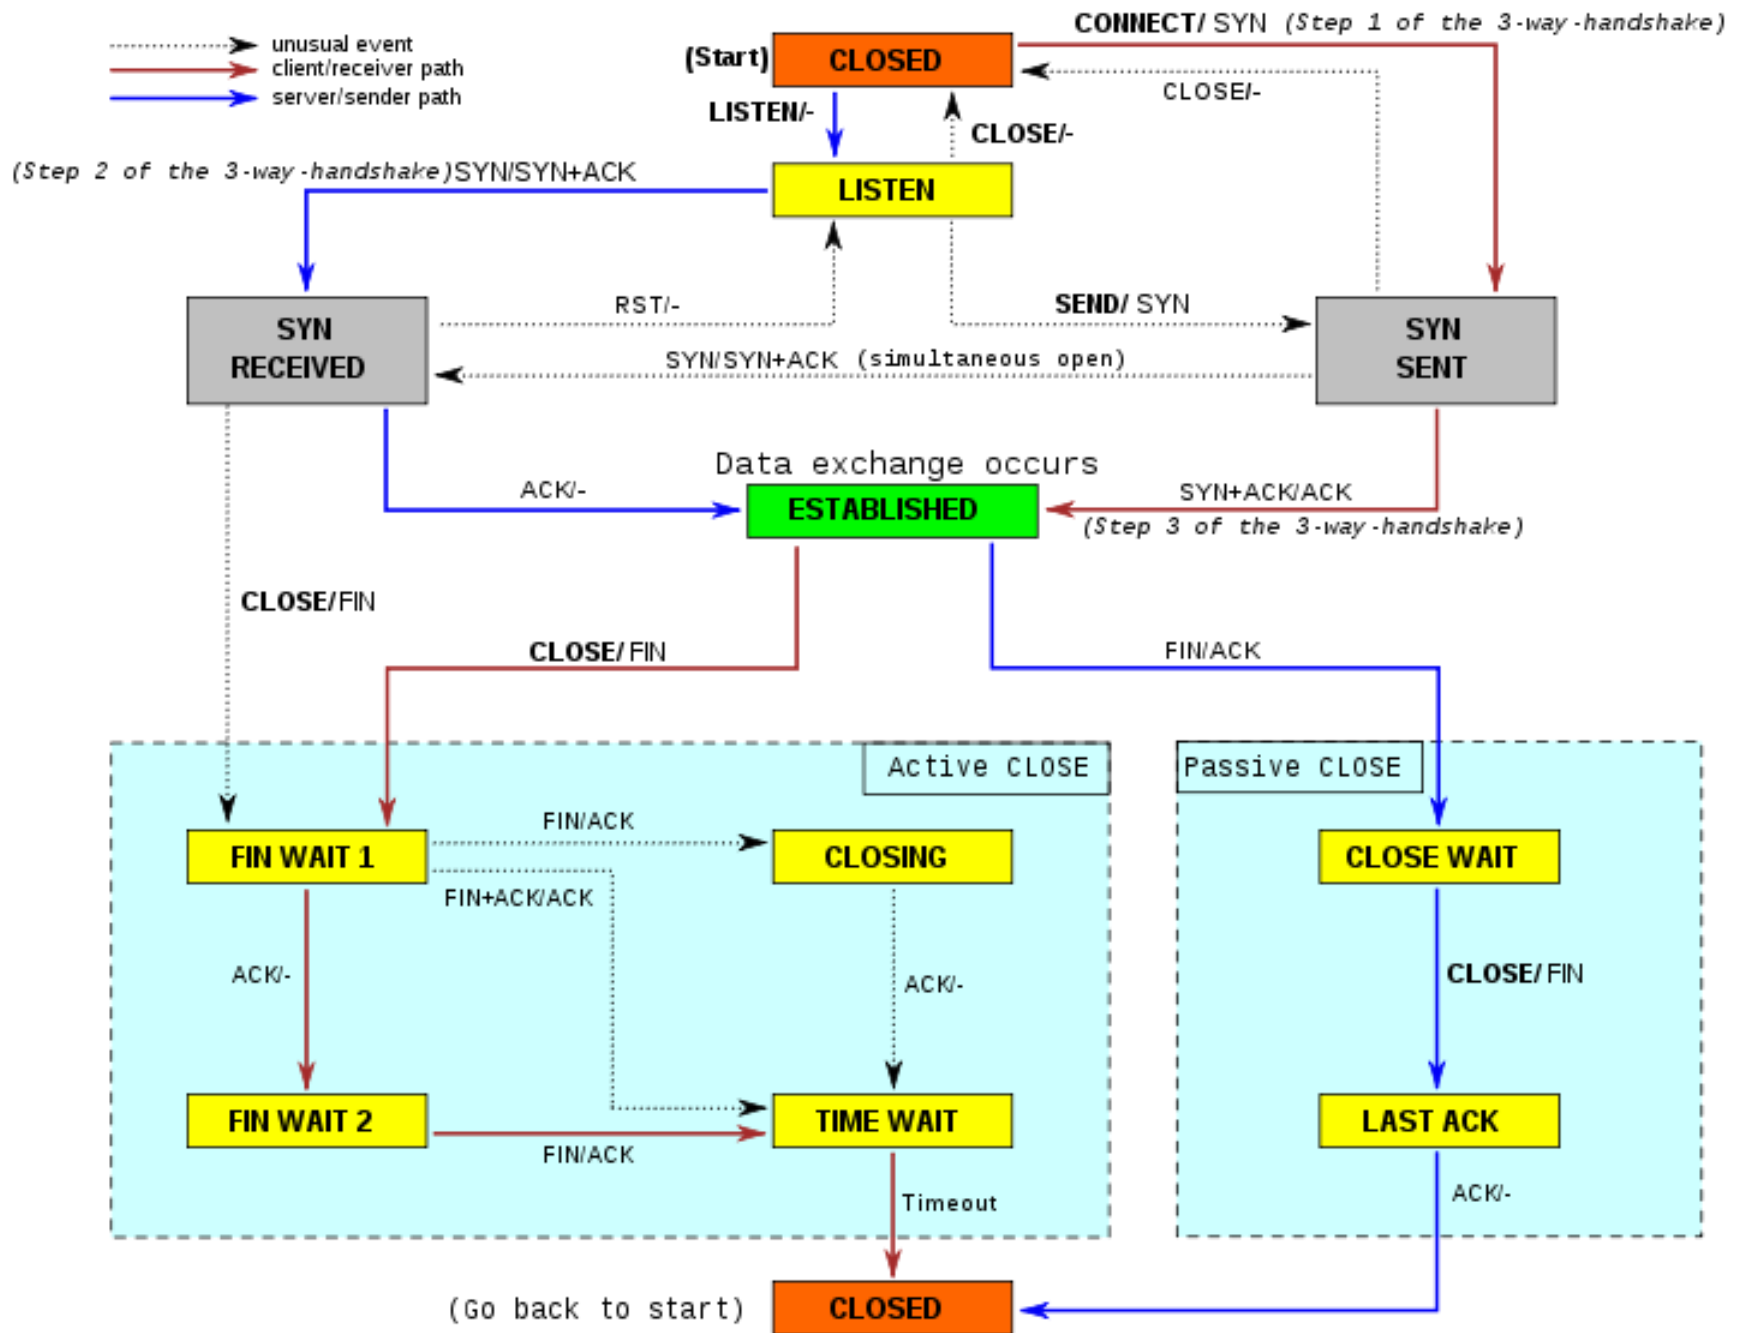 unusual event
client/receiver path
server/sender path
CONNECT/ SYN (Step 1 of the 3-way-handshake)
(Start)
CLOSED
CLOSE/-
LISTEN/-
CLOSE/-
(Step 2 of the 3-way-handshake) SYN/SYN+ACK
LISTEN
RST/-
SEND/ SYN
SYN
RECEIVED
SYN
SENT
SYN/SYN+ACK (simultaneous open)
Data exchange occurs
ACK/-
ESTABLISHED
SYN+ACK/ACK
(Step 3 of the 3-way-handshake)
CLOSE/FIN
CLOSE/ FIN
FIN/ACK
Active CLOSE
Passive CLOSE
FIN WAIT 1
FIN/ACK
CLOSING
CLOSE WAIT
FIN+ACK/ACK
ACK/-
ACK/-
CLOSE/ FIN
FIN WAIT 2
TIME WAIT
LAST ACK
FIN/ACK
Timeout
ACK/-
(Go back to start)
CLOSED